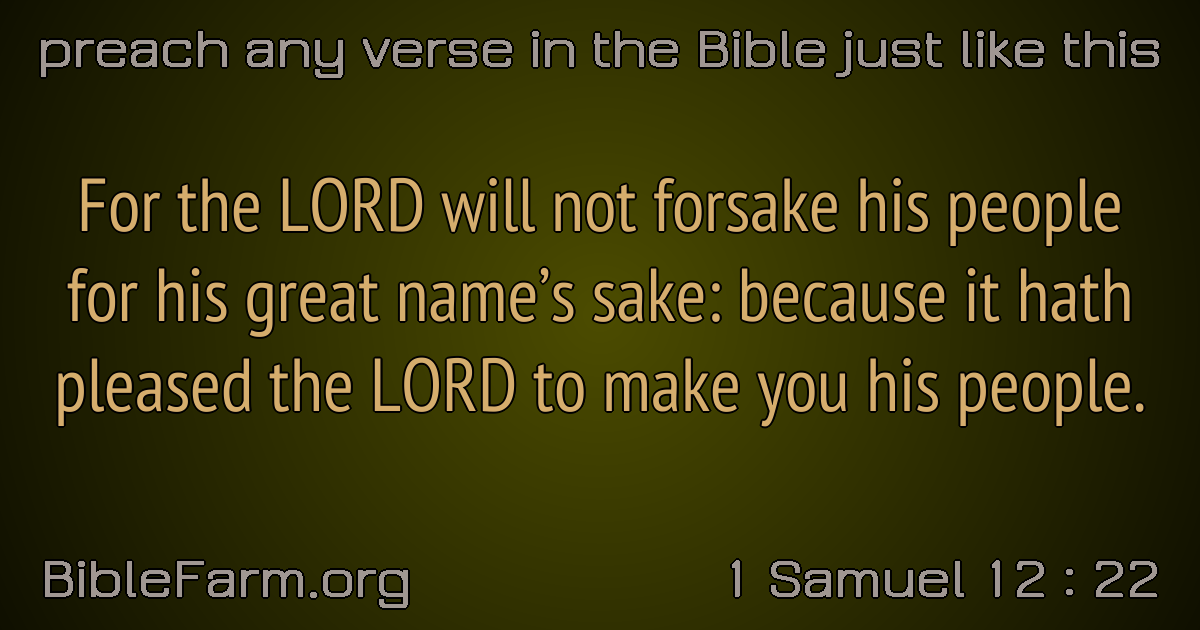 preach any verse in the Bible just like this
For the LORD will not forsake his people
for his great name’s sake: because it hath
pleased the LORD to make you his people.
BibleFarm.org
1 Samuel 12 : 22